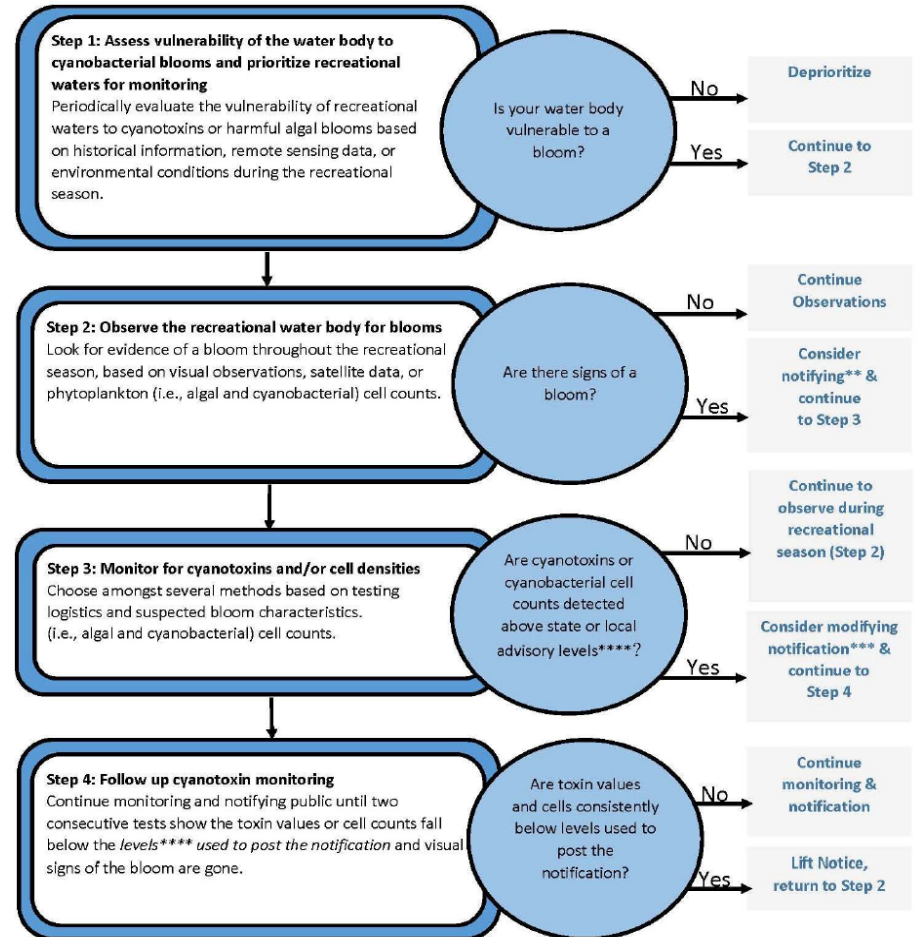 Step 1: Assess vulnerability of the water body to
cyanobacterial blooms and prioritize recreational
waters for monitoring
Periodically evaluate the vulnerability of recreational
waters to cyanotoxins or harmful algal blooms based
on historical information, remote sensing data, or
environmental conditions during the recreational
season.
Is your water body
vulnerable to a
bloom?
No
Deprioritize
Yes
Continue to
Step 2
Step 2: Observe the recreational water body for blooms
Look for evidence of a bloom throughout the recreational
season, based on visual observations, satellite data, or
phytoplankton (i.e., algal and cyanobacterial) cell counts.
Are there signs of a
bloom?
No
Continue
Observations
Yes
Consider
notifying** &
continue
to Step 3
Step 3: Monitor for cyanotoxins and/or cell densities
Choose amongst several methods based on testing
logistics and suspected bloom characteristics.
(i.e., algal and cyanobacterial) cell counts.
Are cyanotoxins or
cyanobacterial cell
counts detected
above state or local
advisory levels****?
No
Continue to
observe during
recreational
season (Step 2)
Yes
Consider modifying
notification*** &
continue to
Step 4
Step 4: Follow up cyanotoxin monitoring
Continue monitoring and notifying public until two
consecutive tests show the toxin values or cell counts fall
below the levels**** used to post the notification and visual
signs of the bloom are gone.
Are toxin values
and cells consistently
below levels used to
post the
notification?
No
Continue
monitoring &
notification
Yes
Lift Notice,
return to Step 2